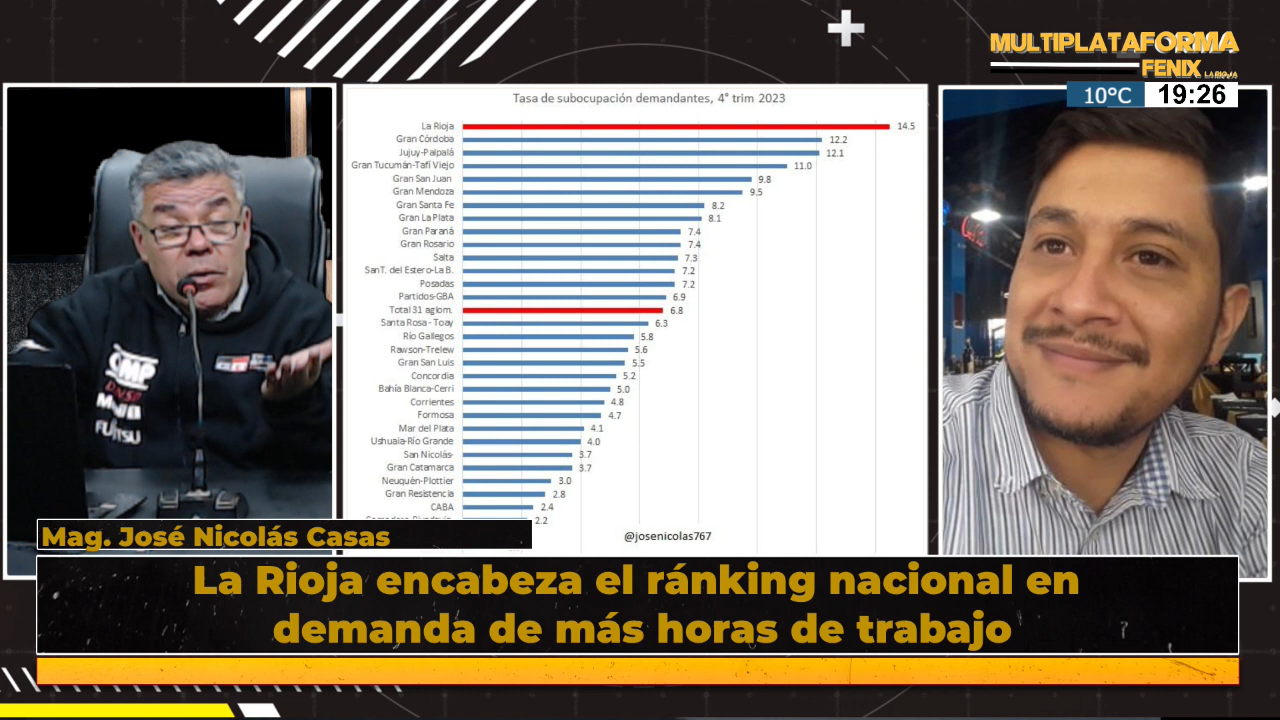 MULTIPLATAFORMA
FENIX LA RIOJA
10°C 19:26
Tasa de subocupación demandantes, 4° trim 2023
La Rioja 14.5
Gran Córdoba 12.2
Jujuy-Palpalá 12.1
Gran Tucumán-Tafí Viejo 11.0
Gran San Juan 9.8
Gran Mendoza 9.5
Gran Santa Fe 8.2
Gran La Plata 8.1
Gran Paraná 7.4
Gran Rosario 7.4
Salta 7.3
SanT. del Estero-La B. 7.2
Posadas 7.2
Partidos-GBA 6.9
Total 31 aglom. 6.8
Santa Rosa - Toay 6.3
Río Gallegos 5.8
Rawson-Trelew 5.6
Gran San Luis 5.5
Concordia 5.2
Bahía Blanca-Cerri 5.0
Corrientes 4.8
Formosa 4.7
Mar del Plata 4.1
Ushuaia-Río Grande 4.0
San Nicolás- 3.7
Gran Catamarca 3.7
Neuquén-Plottier 3.0
Gran Resistencia 2.8
CABA 2.4
2.2
@josenicolas767
OMP
FUJITSU
Mag. José Nicolás Casas
La Rioja encabeza el ránking nacional en
demanda de más horas de trabajo